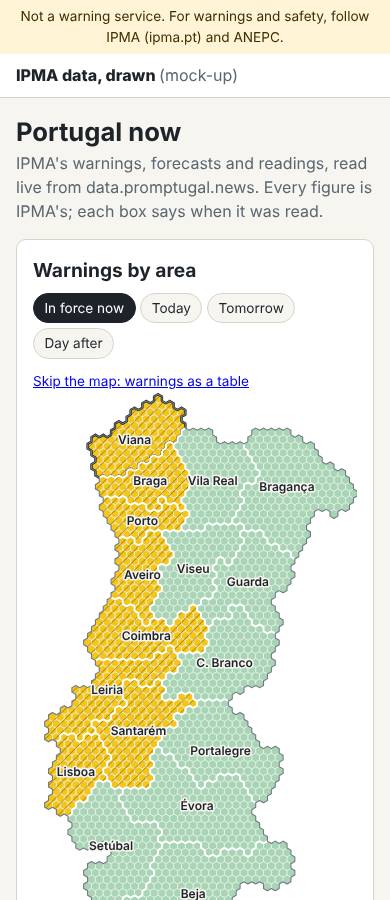 Not a warning service. For warnings and safety, follow
IPMA (ipma.pt) and ANEPC.
IPMA data, drawn (mock-up)
Portugal now
IPMA's warnings, forecasts and readings, read
live from data.promptugal.news. Every figure is
IPMA's; each box says when it was read.
Warnings by area
In force now
Today
Tomorrow
Day after
Skip the map: warnings as a table
Viana
Braga
Vila Real
Bragança
Porto
Viseu
Aveiro
Guarda
Coimbra
C. Branco
Leiria
Santarém
Portalegre
Lisboa
Évora
Setúbal
Beja